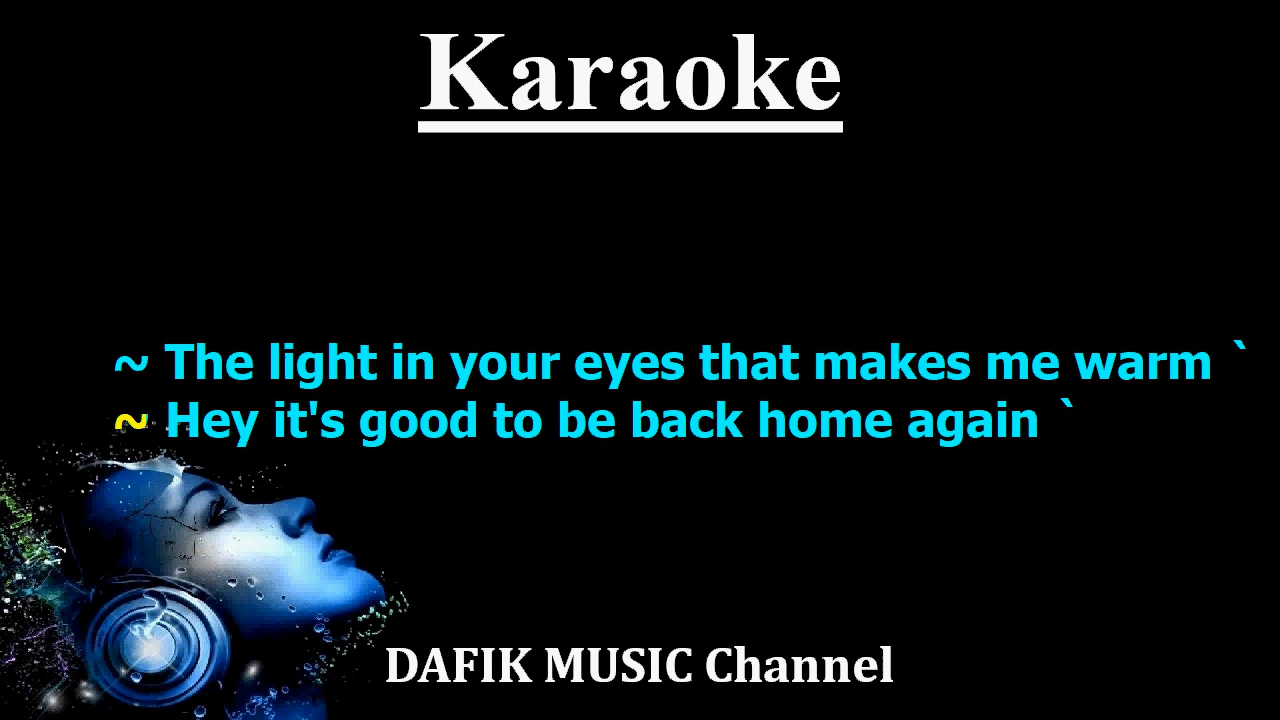 Karaoke
~ The light in your eyes that makes me warm `
~ Hey it's good to be back home again `
DAFIK MUSIC Channel